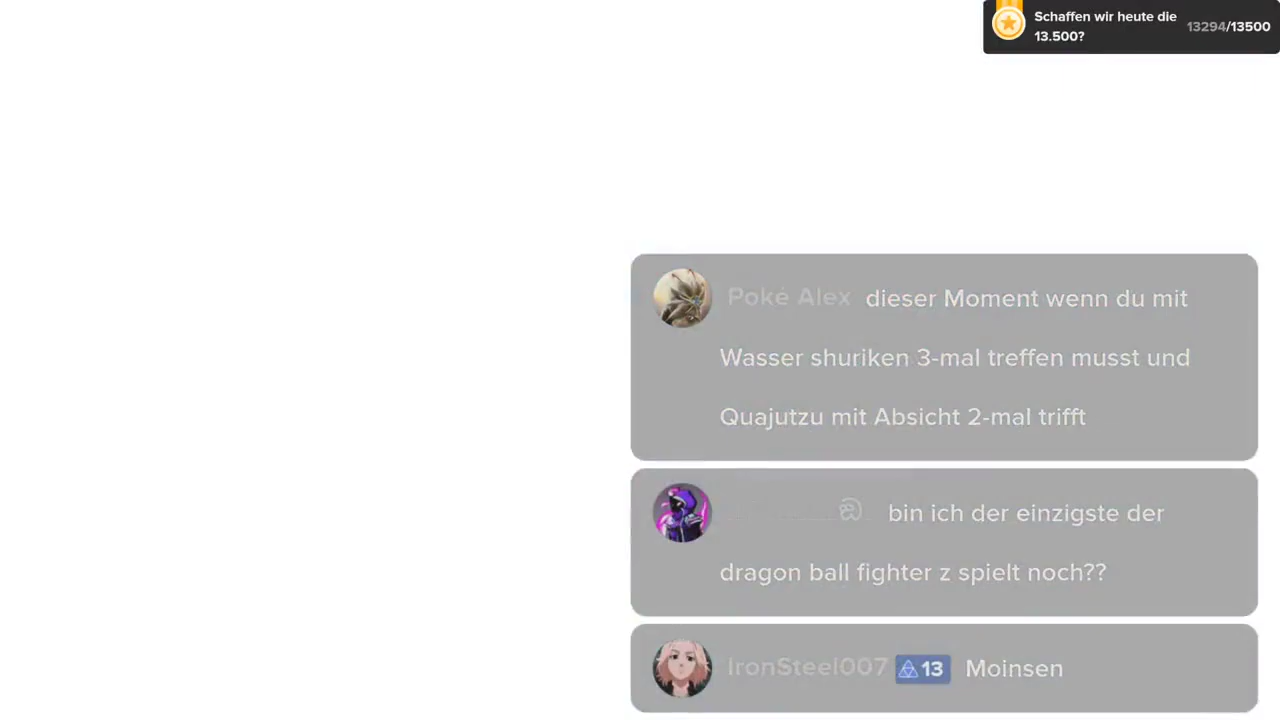 Schaffen wir heute die
13.500?
13294/13500
Poké Alex dieser Moment wenn du mit
Wasser shuriken 3-mal treffen musst und
Quajutzu mit Absicht 2-mal trifft
bin ich der einzigste der
dragon ball fighter z spielt noch??
IronSteel007 13 Moinsen